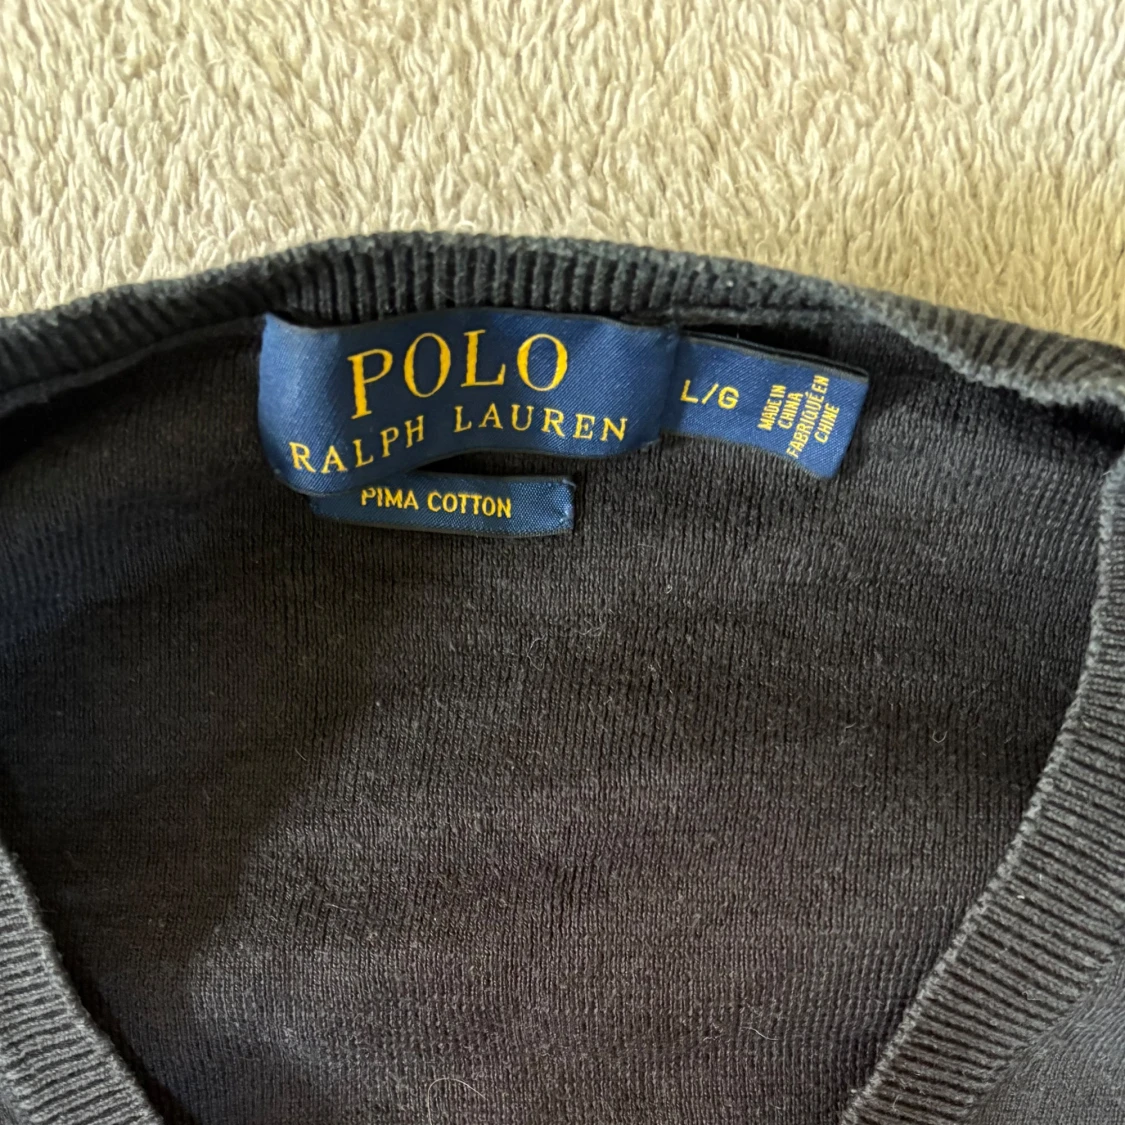 POLO
RALPH LAUREN
PIMA COTTON
L/G
MADE IN
CHINA
FABRIQUÉ EN
CHINE